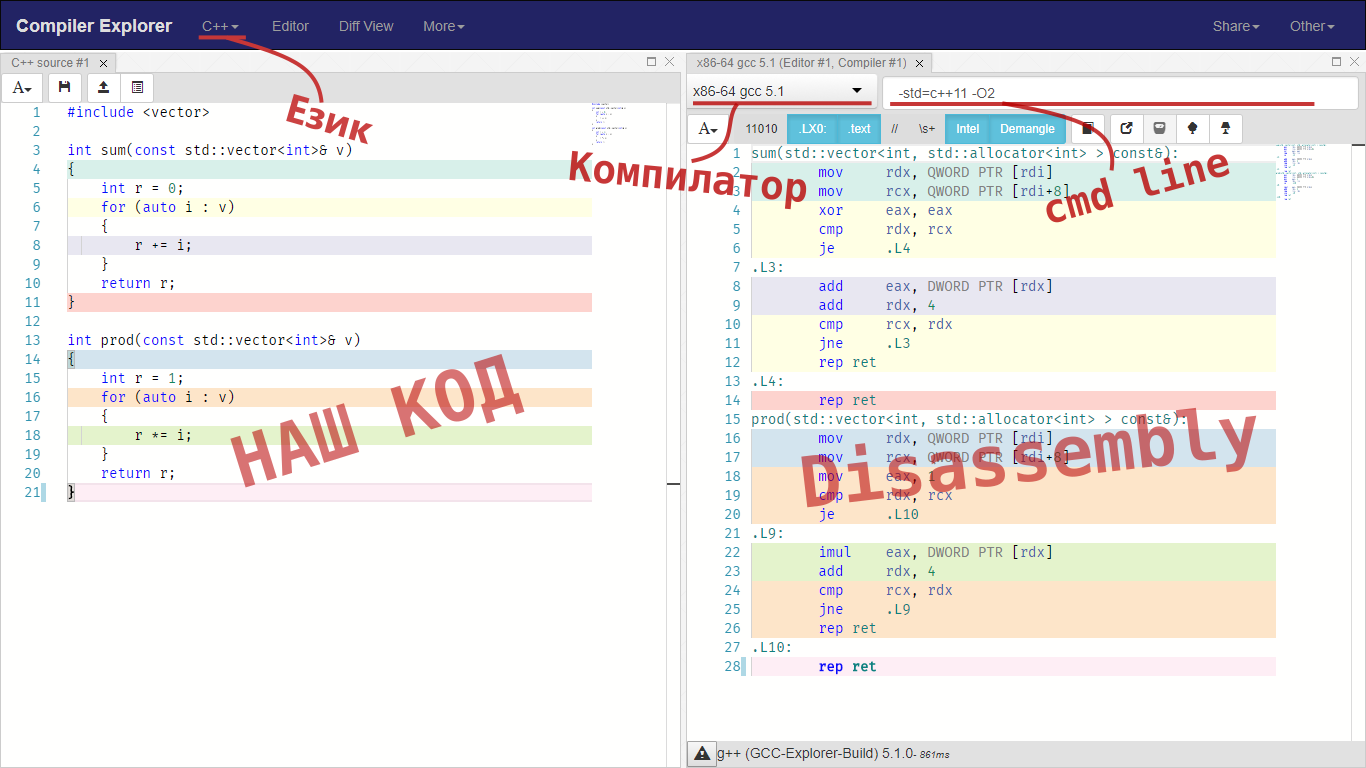 Compiler Explorer C++ Editor Diff View More Share Other
C++ source #1
A
Език
1 #include <vector>
2
3 int sum(const std::vector<int>& v)
4 {
5 int r = 0;
6 for (auto i : v)
7 {
8 r += i;
9 }
10 return r;
11 }
12
13 int prod(const std::vector<int>& v)
14 {
15 int r = 1;
16 for (auto i : v)
17 {
18 r *= i;
19 }
20 return r;
21 }
НАШ КОД
x86-64 gcc 5.1 (Editor #1, Compiler #1)
x86-64 gcc 5.1 -std=c++11 -O2
A 11010 .LX0: .text // \s+ Intel Demangle
Компилатор
cmd line
1 sum(std::vector<int, std::allocator<int> > const&):
2 mov rdx, QWORD PTR [rdi]
3 mov rcx, QWORD PTR [rdi+8]
4 xor eax, eax
5 cmp rdx, rcx
6 je .L4
7 .L3:
8 add eax, DWORD PTR [rdx]
9 add rdx, 4
10 cmp rcx, rdx
11 jne .L3
12 rep ret
13 .L4:
14 rep ret
15 prod(std::vector<int, std::allocator<int> > const&):
16 mov rdx, QWORD PTR [rdi]
17 mov rcx, QWORD PTR [rdi+8]
18 mov eax, 1
19 cmp rdx, rcx
20 je .L10
21 .L9:
22 imul eax, DWORD PTR [rdx]
23 add rdx, 4
24 cmp rcx, rdx
25 jne .L9
26 rep ret
27 .L10:
28 rep ret
Disassembly
g++ (GCC-Explorer-Build) 5.1.0- 861ms